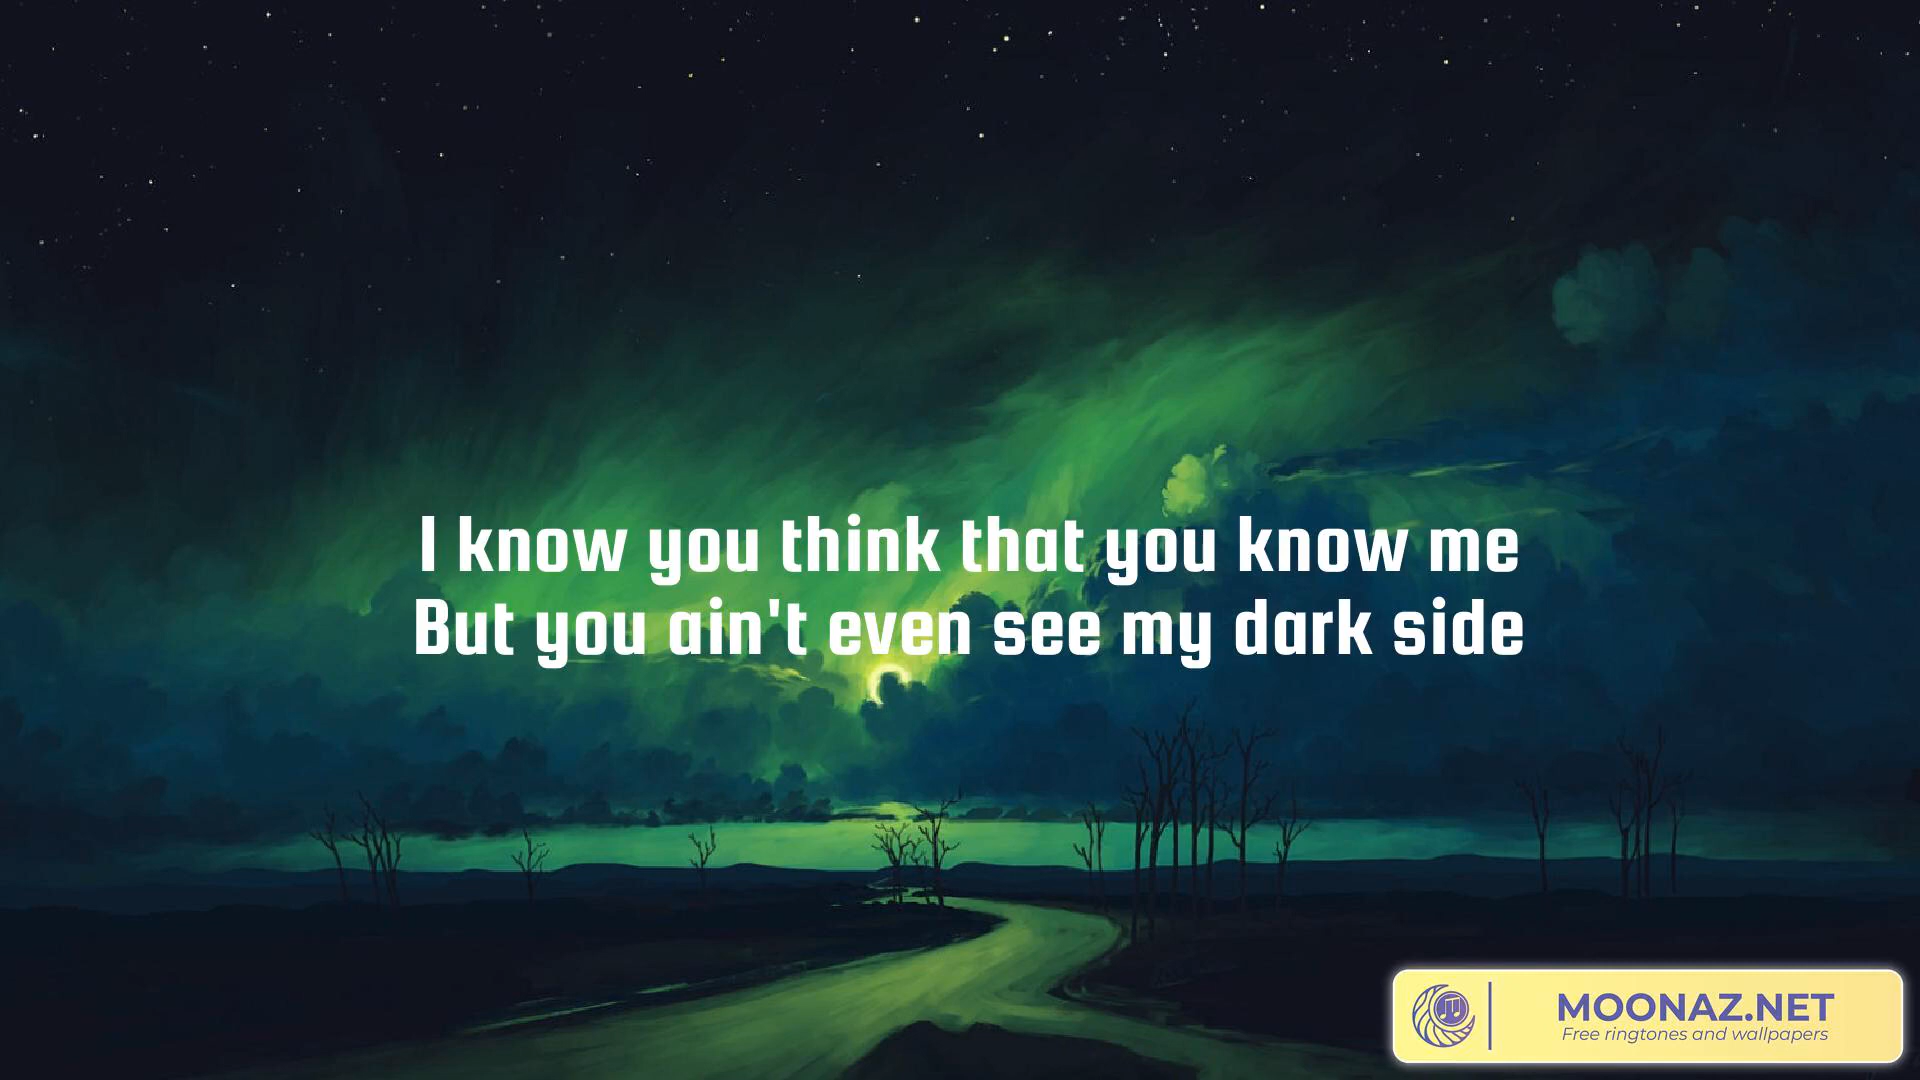 I know you think that you know me
But you ain't even see my dark side
MOONAZ.NET
Free ringtones and wallpapers